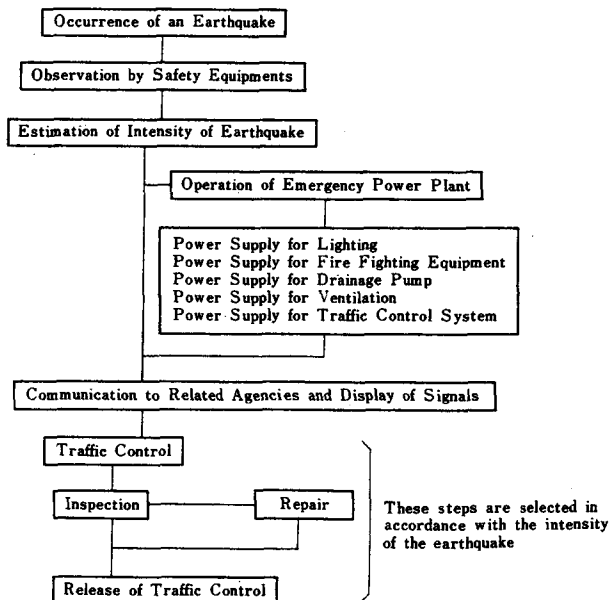 Occurrence of an Earthquake
Observation by Safety Equipments
Estimation of Intensity of Earthquake
Operation of Emergency Power Plant
Power Supply for Lighting
Power Supply for Fire Fighting Equipment
Power Supply for Drainage Pump
Power Supply for Ventilation
Power Supply for Traffic Control System
Communication to Related Agencies and Display of Signals
Traffic Control
Inspection
Repair
These steps are selected in
accordance with the intensity
of the earthquake
Release of Traffic Control